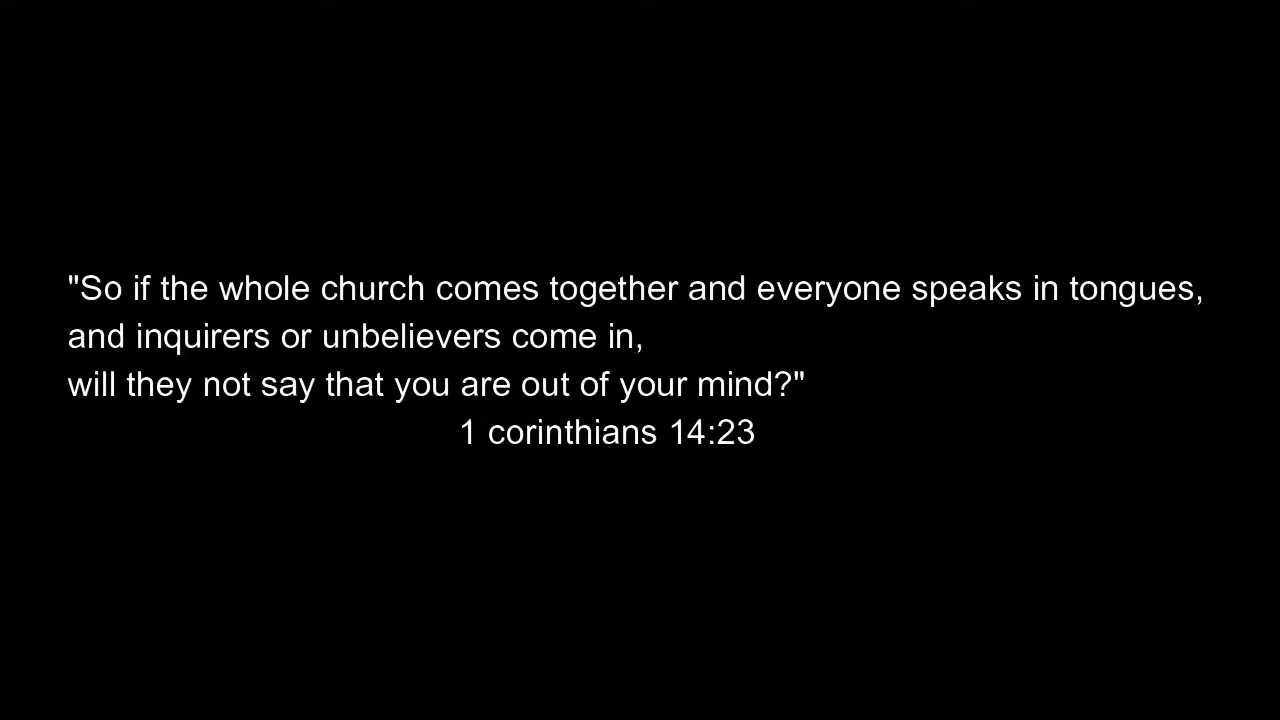 "So if the whole church comes together and everyone speaks in tongues,
and inquirers or unbelievers come in,
will they not say that you are out of your mind?"
1 corinthians 14:23